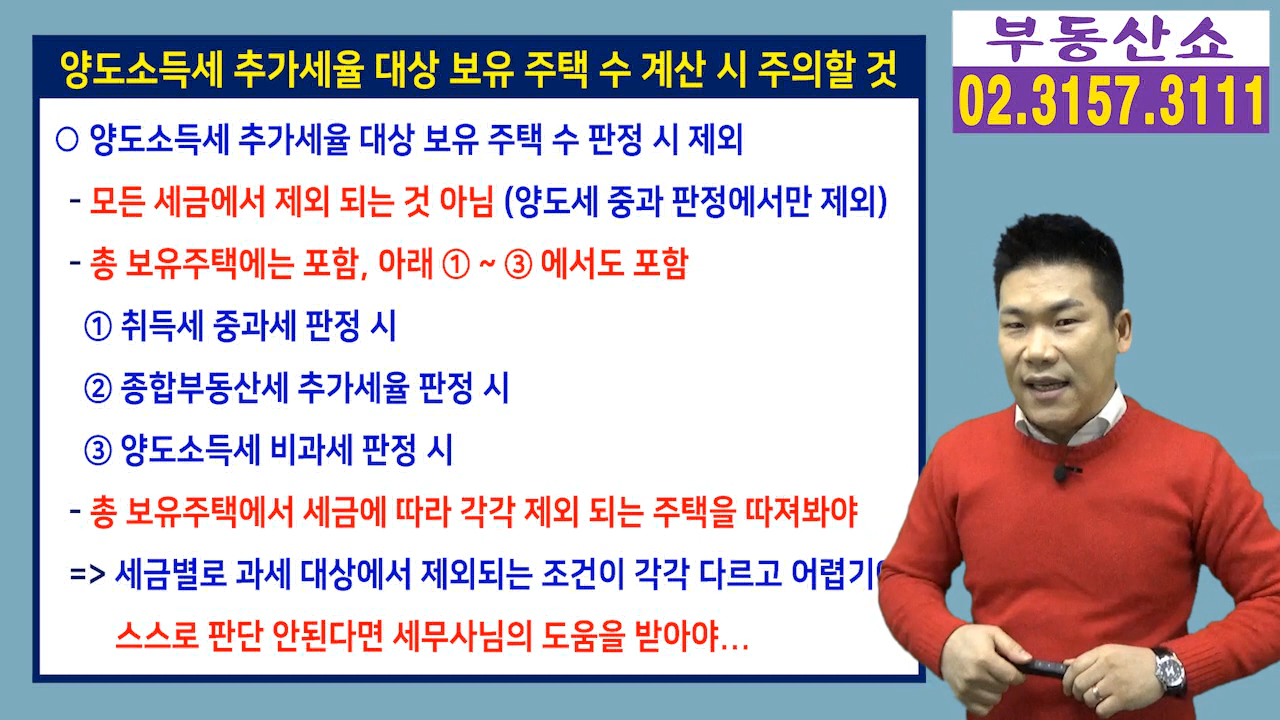 양도소득세 추가세율 대상 보유 주택 수 계산 시 주의할 것
부동산쇼
02.3157.3111
○ 양도소득세 추가세율 대상 보유 주택 수 판정 시 제외
- 모든 세금에서 제외 되는 것 아님 (양도세 중과 판정에서만 제외)
- 총 보유주택에는 포함, 아래 ① ~ ③ 에서도 포함
① 취득세 중과세 판정 시
② 종합부동산세 추가세율 판정 시
③ 양도소득세 비과세 판정 시
- 총 보유주택에서 세금에 따라 각각 제외 되는 주택을 따져봐야
=> 세금별로 과세 대상에서 제외되는 조건이 각각 다르고 어렵기
스스로 판단 안된다면 세무사님의 도움을 받아야...